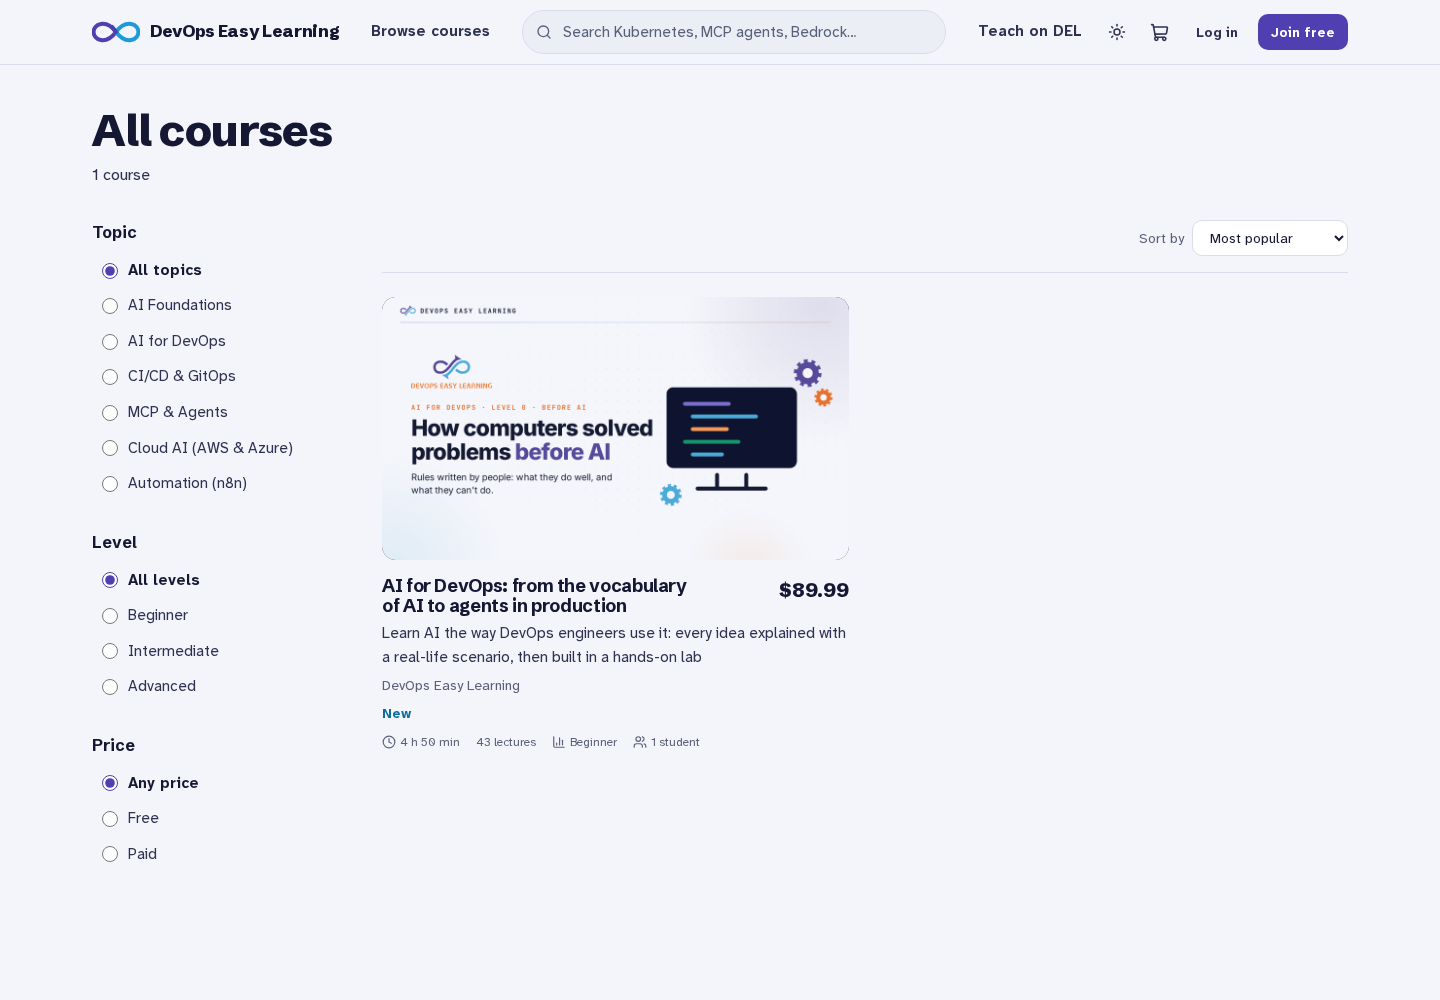 DevOps Easy Learning
Browse courses
Search Kubernetes, MCP agents, Bedrock...
Teach on DEL
Log in
Join free
All courses
1 course
Topic
All topics
AI Foundations
AI for DevOps
CI/CD & GitOps
MCP & Agents
Cloud AI (AWS & Azure)
Automation (n8n)
Level
All levels
Beginner
Intermediate
Advanced
Price
Any price
Free
Paid
Sort by
Most popular
DEVOPS EASY LEARNING
DEVOPS EASY LEARNING
AI FOR DEVOPS · LEVEL 0 · BEFORE AI
How computers solved
problems before AI
Rules written by people: what they do well, and
what they can't do.
AI for DevOps: from the vocabulary
of AI to agents in production
$89.99
Learn AI the way DevOps engineers use it: every idea explained with
a real-life scenario, then built in a hands-on lab
DevOps Easy Learning
New
4 h 50 min
43 lectures
Beginner
1 student